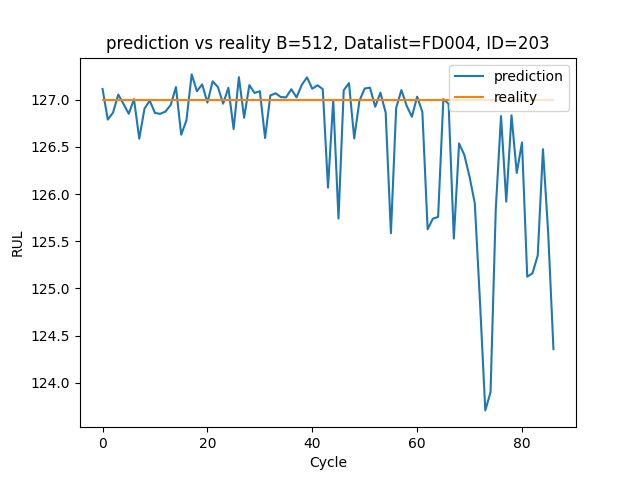 prediction vs reality B=512, Datalist=FD004, ID=203
prediction
reality
127.0
126.5
126.0
125.5
125.0
124.5
124.0
RUL
0 20 40 60 80
Cycle